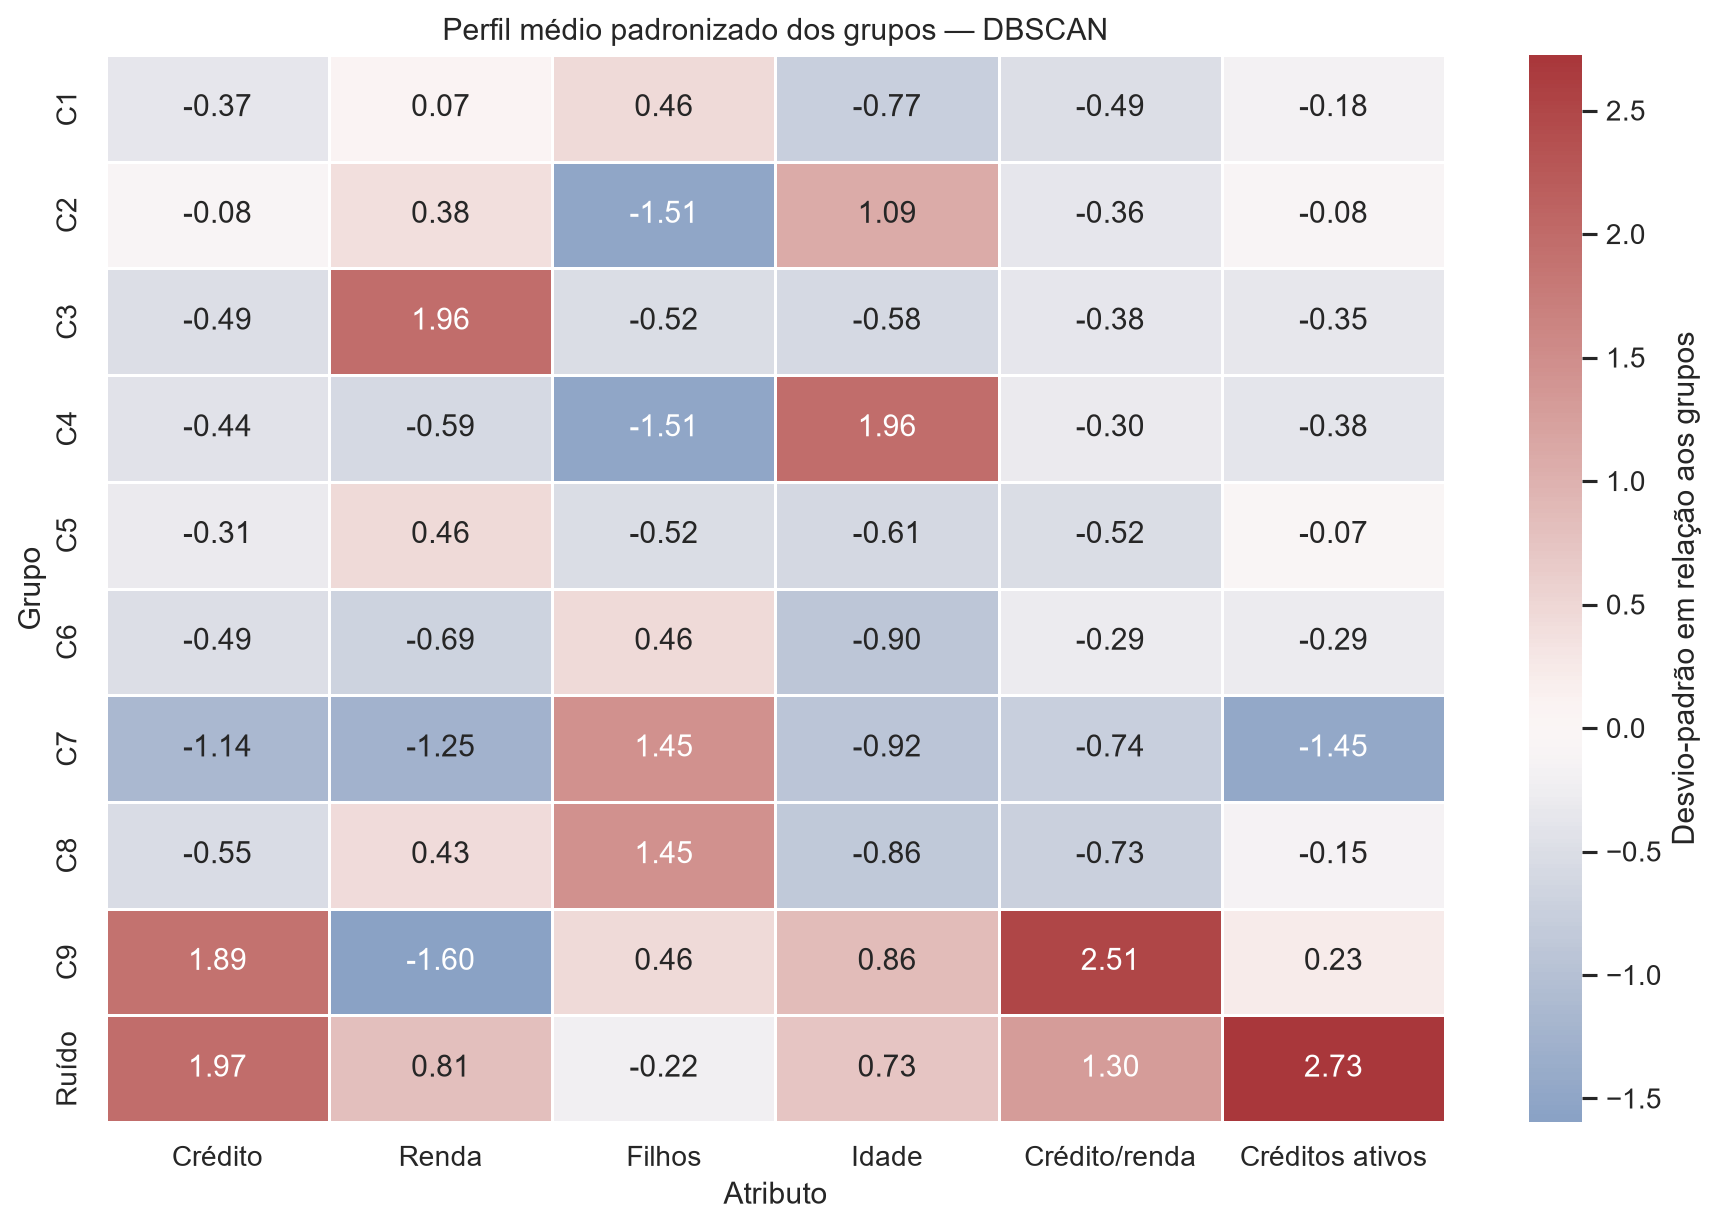 Perfil médio padronizado dos grupos — DBSCAN
C1 -0.37 0.07 0.46 -0.77 -0.49 -0.18
C2 -0.08 0.38 -1.51 1.09 -0.36 -0.08
C3 -0.49 1.96 -0.52 -0.58 -0.38 -0.35
C4 -0.44 -0.59 -1.51 1.96 -0.30 -0.38
C5 -0.31 0.46 -0.52 -0.61 -0.52 -0.07
C6 -0.49 -0.69 0.46 -0.90 -0.29 -0.29
C7 -1.14 -1.25 1.45 -0.92 -0.74 -1.45
C8 -0.55 0.43 1.45 -0.86 -0.73 -0.15
C9 1.89 -1.60 0.46 0.86 2.51 0.23
Ruído 1.97 0.81 -0.22 0.73 1.30 2.73
Crédito Renda Filhos Idade Crédito/renda Créditos ativos
Atributo
Grupo
2.5
2.0
1.5
1.0
0.5
0.0
−0.5
−1.0
−1.5
Desvio-padrão em relação aos grupos